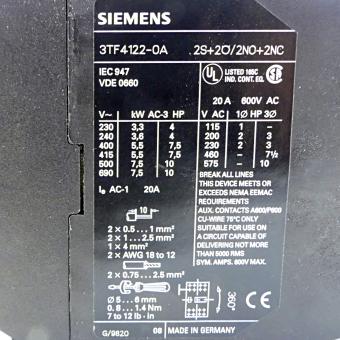 SIEMENS
3TF4122-0A 2S+2Ö/2NO+2NC
IEC 947
VDE 0660
UL LISTED 165C
IND. CONT. EQ.
20 A 600V AC
V~ kW AC-3 HP
230 3,3 4
240 3,6 4
400 5,5 7,5
415 5,5 7,5
500 7,5 10
690 7,5 10
V AC 1Ø HP 3Ø
115 1 –
200 2 3
230 2 3
460 – 7½
575 – 10
Ie AC-1 20A
10
2 × 0.5...1 mm²
2 × 1...2.5 mm²
1 × 4 mm²
2 × AWG 18 to 12
2 × 0.75...2.5 mm²
Ø 5...6 mm
0.8...1.4 Nm
7 to 12 lb·in
BREAK ALL LINES
THIS DEVICE MEETS OR
EXCEEDS NEMA EEMAC
REQUIREMENTS
AUX. CONTACTS A600/P600
CU-WIRE 75°C ONLY
SUITABLE FOR USE ON
A CIRCUIT CAPABLE OF
DELIVERING NOT MORE
THAN 5000 RMS
SYM. AMPS. 600V MAX.
360°
CE
G/9820 08 MADE IN GERMANY